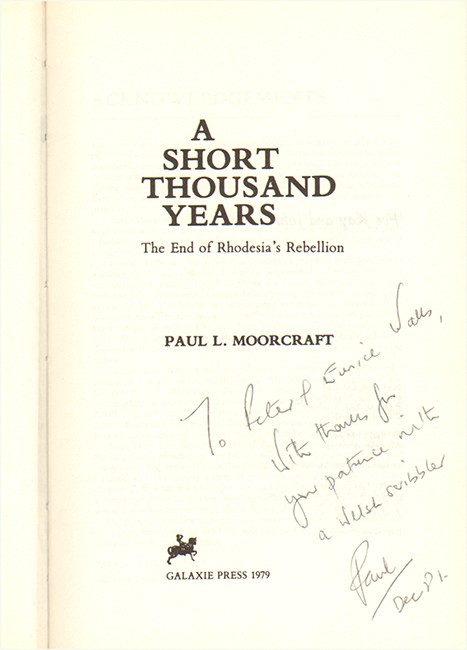 A
SHORT
THOUSAND
YEARS
The End of Rhodesia's Rebellion
PAUL L. MOORCRAFT
To Peter & Eunice Walls,
With thanks for
your patience with
a Welsh scribbler
Paul
Dec 81.
GALAXIE PRESS 1979